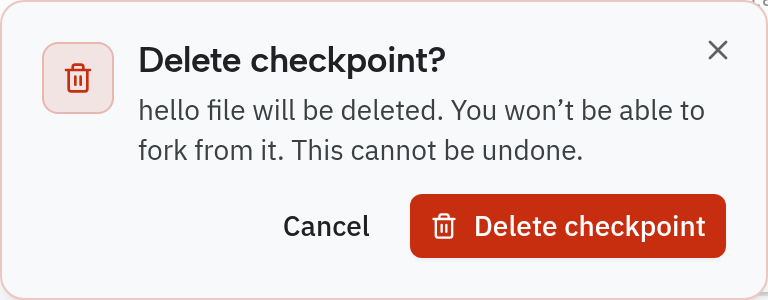 Delete checkpoint?
hello file will be deleted. You won’t be able to
fork from it. This cannot be undone.
Cancel
Delete checkpoint